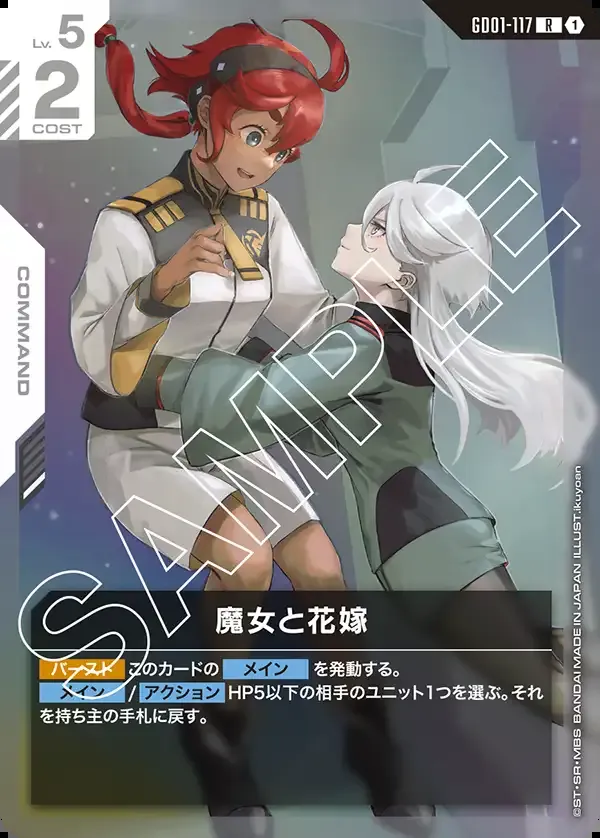 Lv. 5
2
COST
GD01-117 R 1
COMMAND
SAMPLE
魔女と花嫁
バースト このカードの メイン を発動する。
メイン / アクション HP5以下の相手のユニット1つを選ぶ。それ
を持ち主の手札に戻す。
©ST・SR・MBS BANDAI MADE IN JAPAN ILLUST.kuyoan